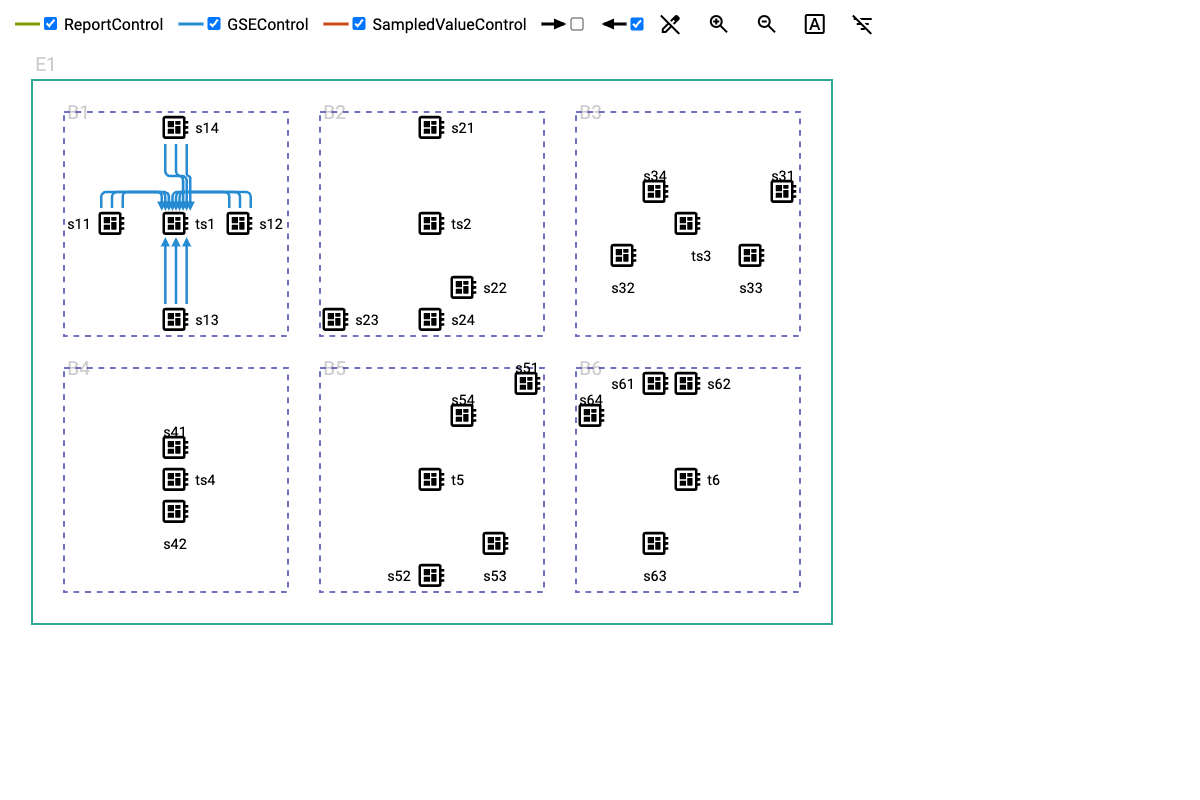 ReportControl GSEControl SampledValueControl A
E1
B1 B2 B3
s14 s21
s34 s31
s11 ts1 s12 ts2
ts3
s22 s32 s33
s13 s23 s24
B4 B5 s51 B6
s61 s62
s54 s64
s41
ts4 t5 t6
s42
s52 s53 s63